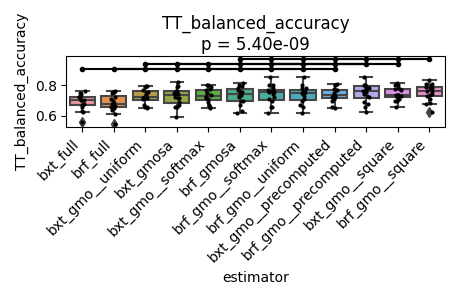 TT_balanced_accuracy
p = 5.40e-09
TT_balanced_accuracy
0.8
0.6
bxt_full
brf_full
bxt_gmo__uniform
bxt_gmosa
bxt_gmo__softmax
brf_gmosa
brf_gmo__softmax
brf_gmo__uniform
bxt_gmo__precomputed
brf_gmo__precomputed
bxt_gmo__square
brf_gmo__square
estimator